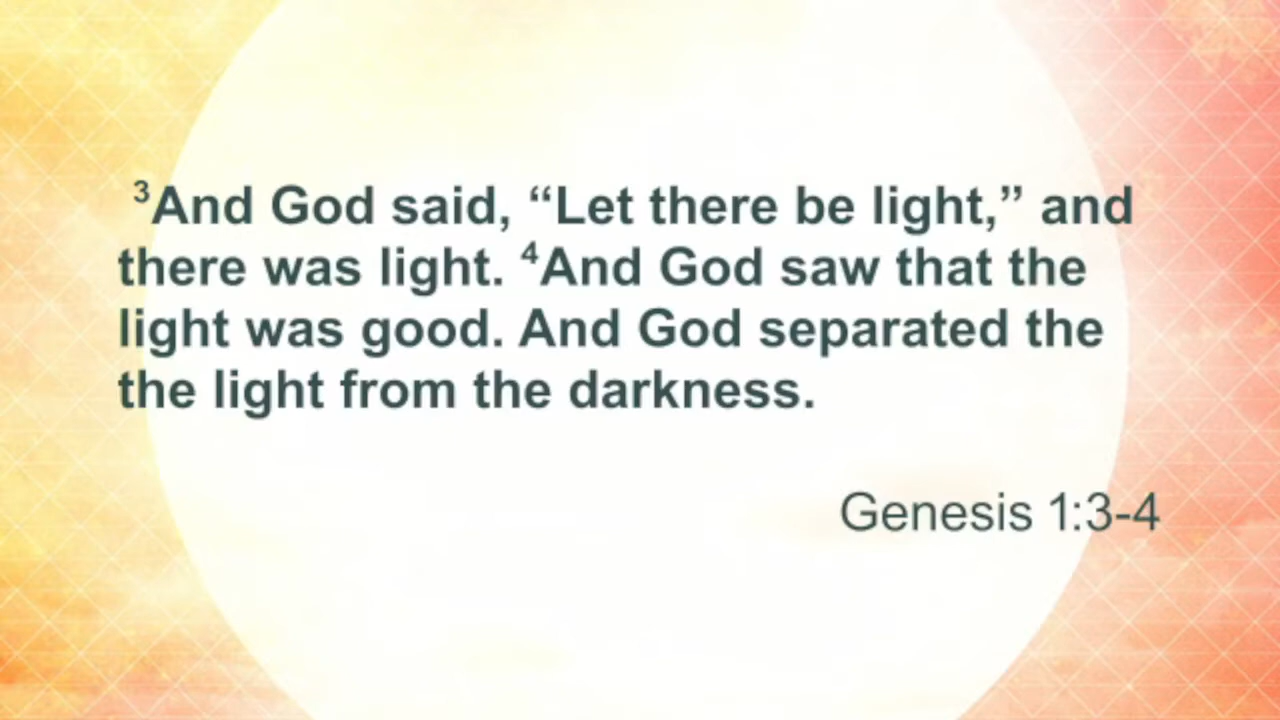 ³And God said, “Let there be light,” and
there was light. ⁴And God saw that the
light was good. And God separated the
the light from the darkness.
Genesis 1:3-4